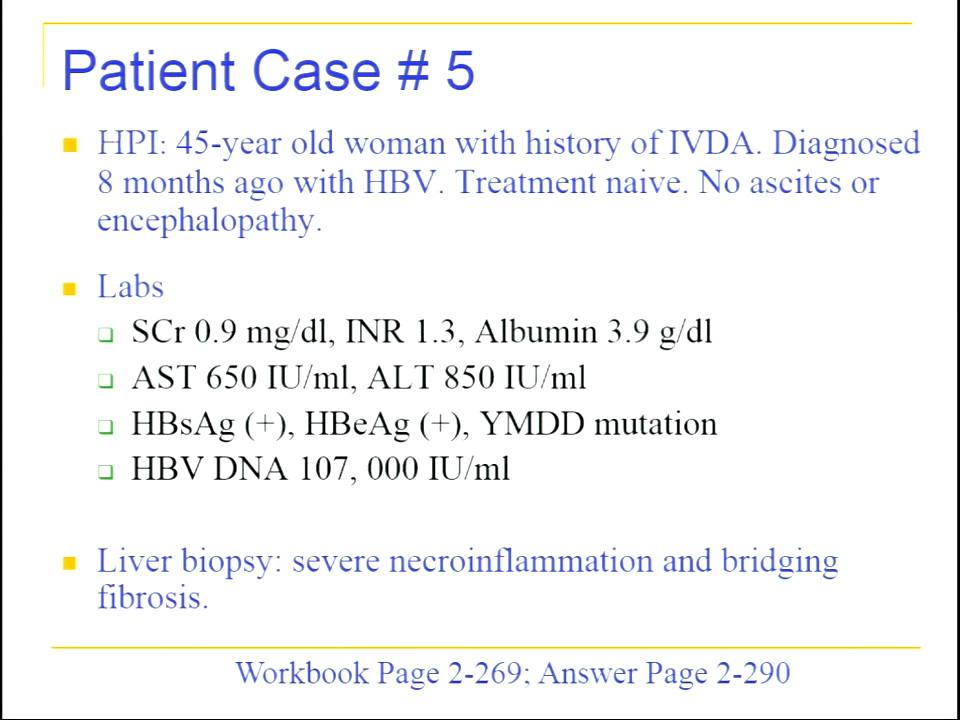 Patient Case # 5
HPI: 45-year old woman with history of IVDA. Diagnosed
8 months ago with HBV. Treatment naive. No ascites or
encephalopathy.
Labs
SCr 0.9 mg/dl, INR 1.3, Albumin 3.9 g/dl
AST 650 IU/ml, ALT 850 IU/ml
HBsAg (+), HBeAg (+), YMDD mutation
HBV DNA 107, 000 IU/ml
Liver biopsy: severe necroinflammation and bridging
fibrosis.
Workbook Page 2-269; Answer Page 2-290